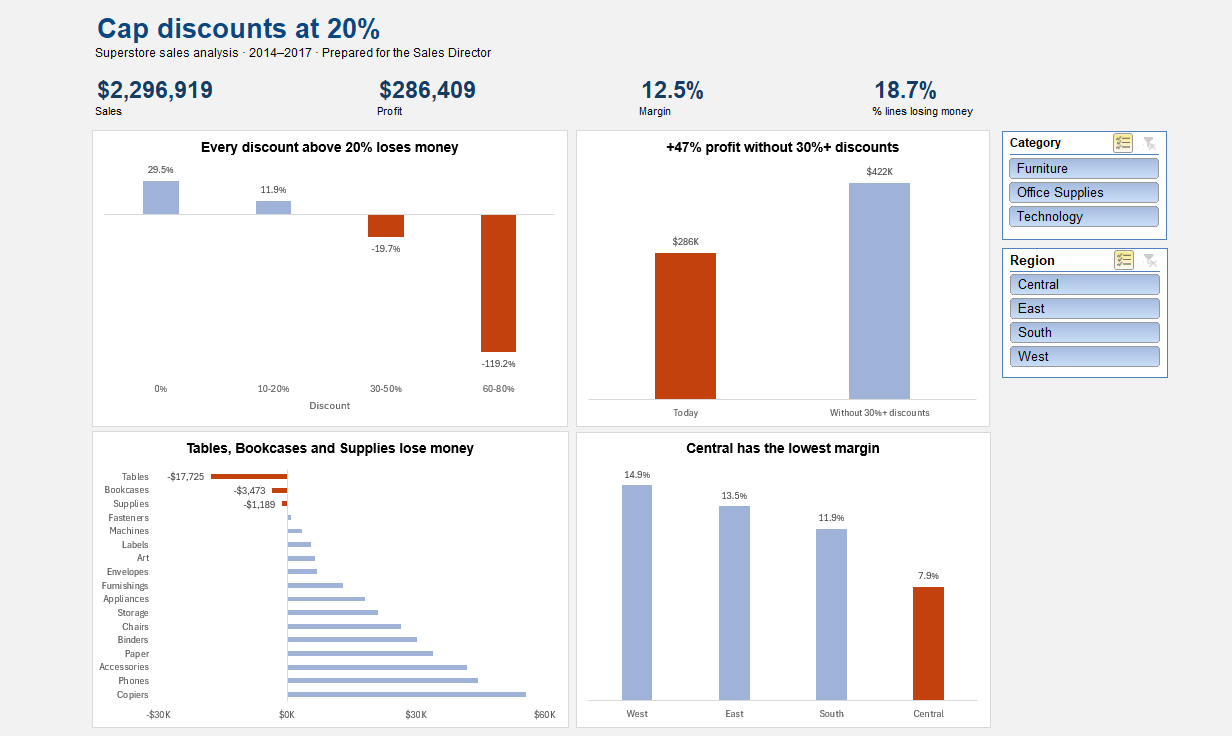 Cap discounts at 20%
Superstore sales analysis · 2014–2017 · Prepared for the Sales Director
$2,296,919
Sales
$286,409
Profit
12.5%
Margin
18.7%
% lines losing money
Every discount above 20% loses money
29.5%
11.9%
-19.7%
-119.2%
0%
10-20%
30-50%
60-80%
Discount
+47% profit without 30%+ discounts
$286K
$422K
Today
Without 30%+ discounts
Category
Furniture
Office Supplies
Technology
Region
Central
East
South
West
Tables, Bookcases and Supplies lose money
Tables -$17,725
Bookcases -$3,473
Supplies -$1,189
Fasteners
Machines
Labels
Art
Envelopes
Furnishings
Appliances
Storage
Chairs
Binders
Paper
Accessories
Phones
Copiers
-$30K $0K $30K $60K
Central has the lowest margin
14.9%
13.5%
11.9%
7.9%
West
East
South
Central